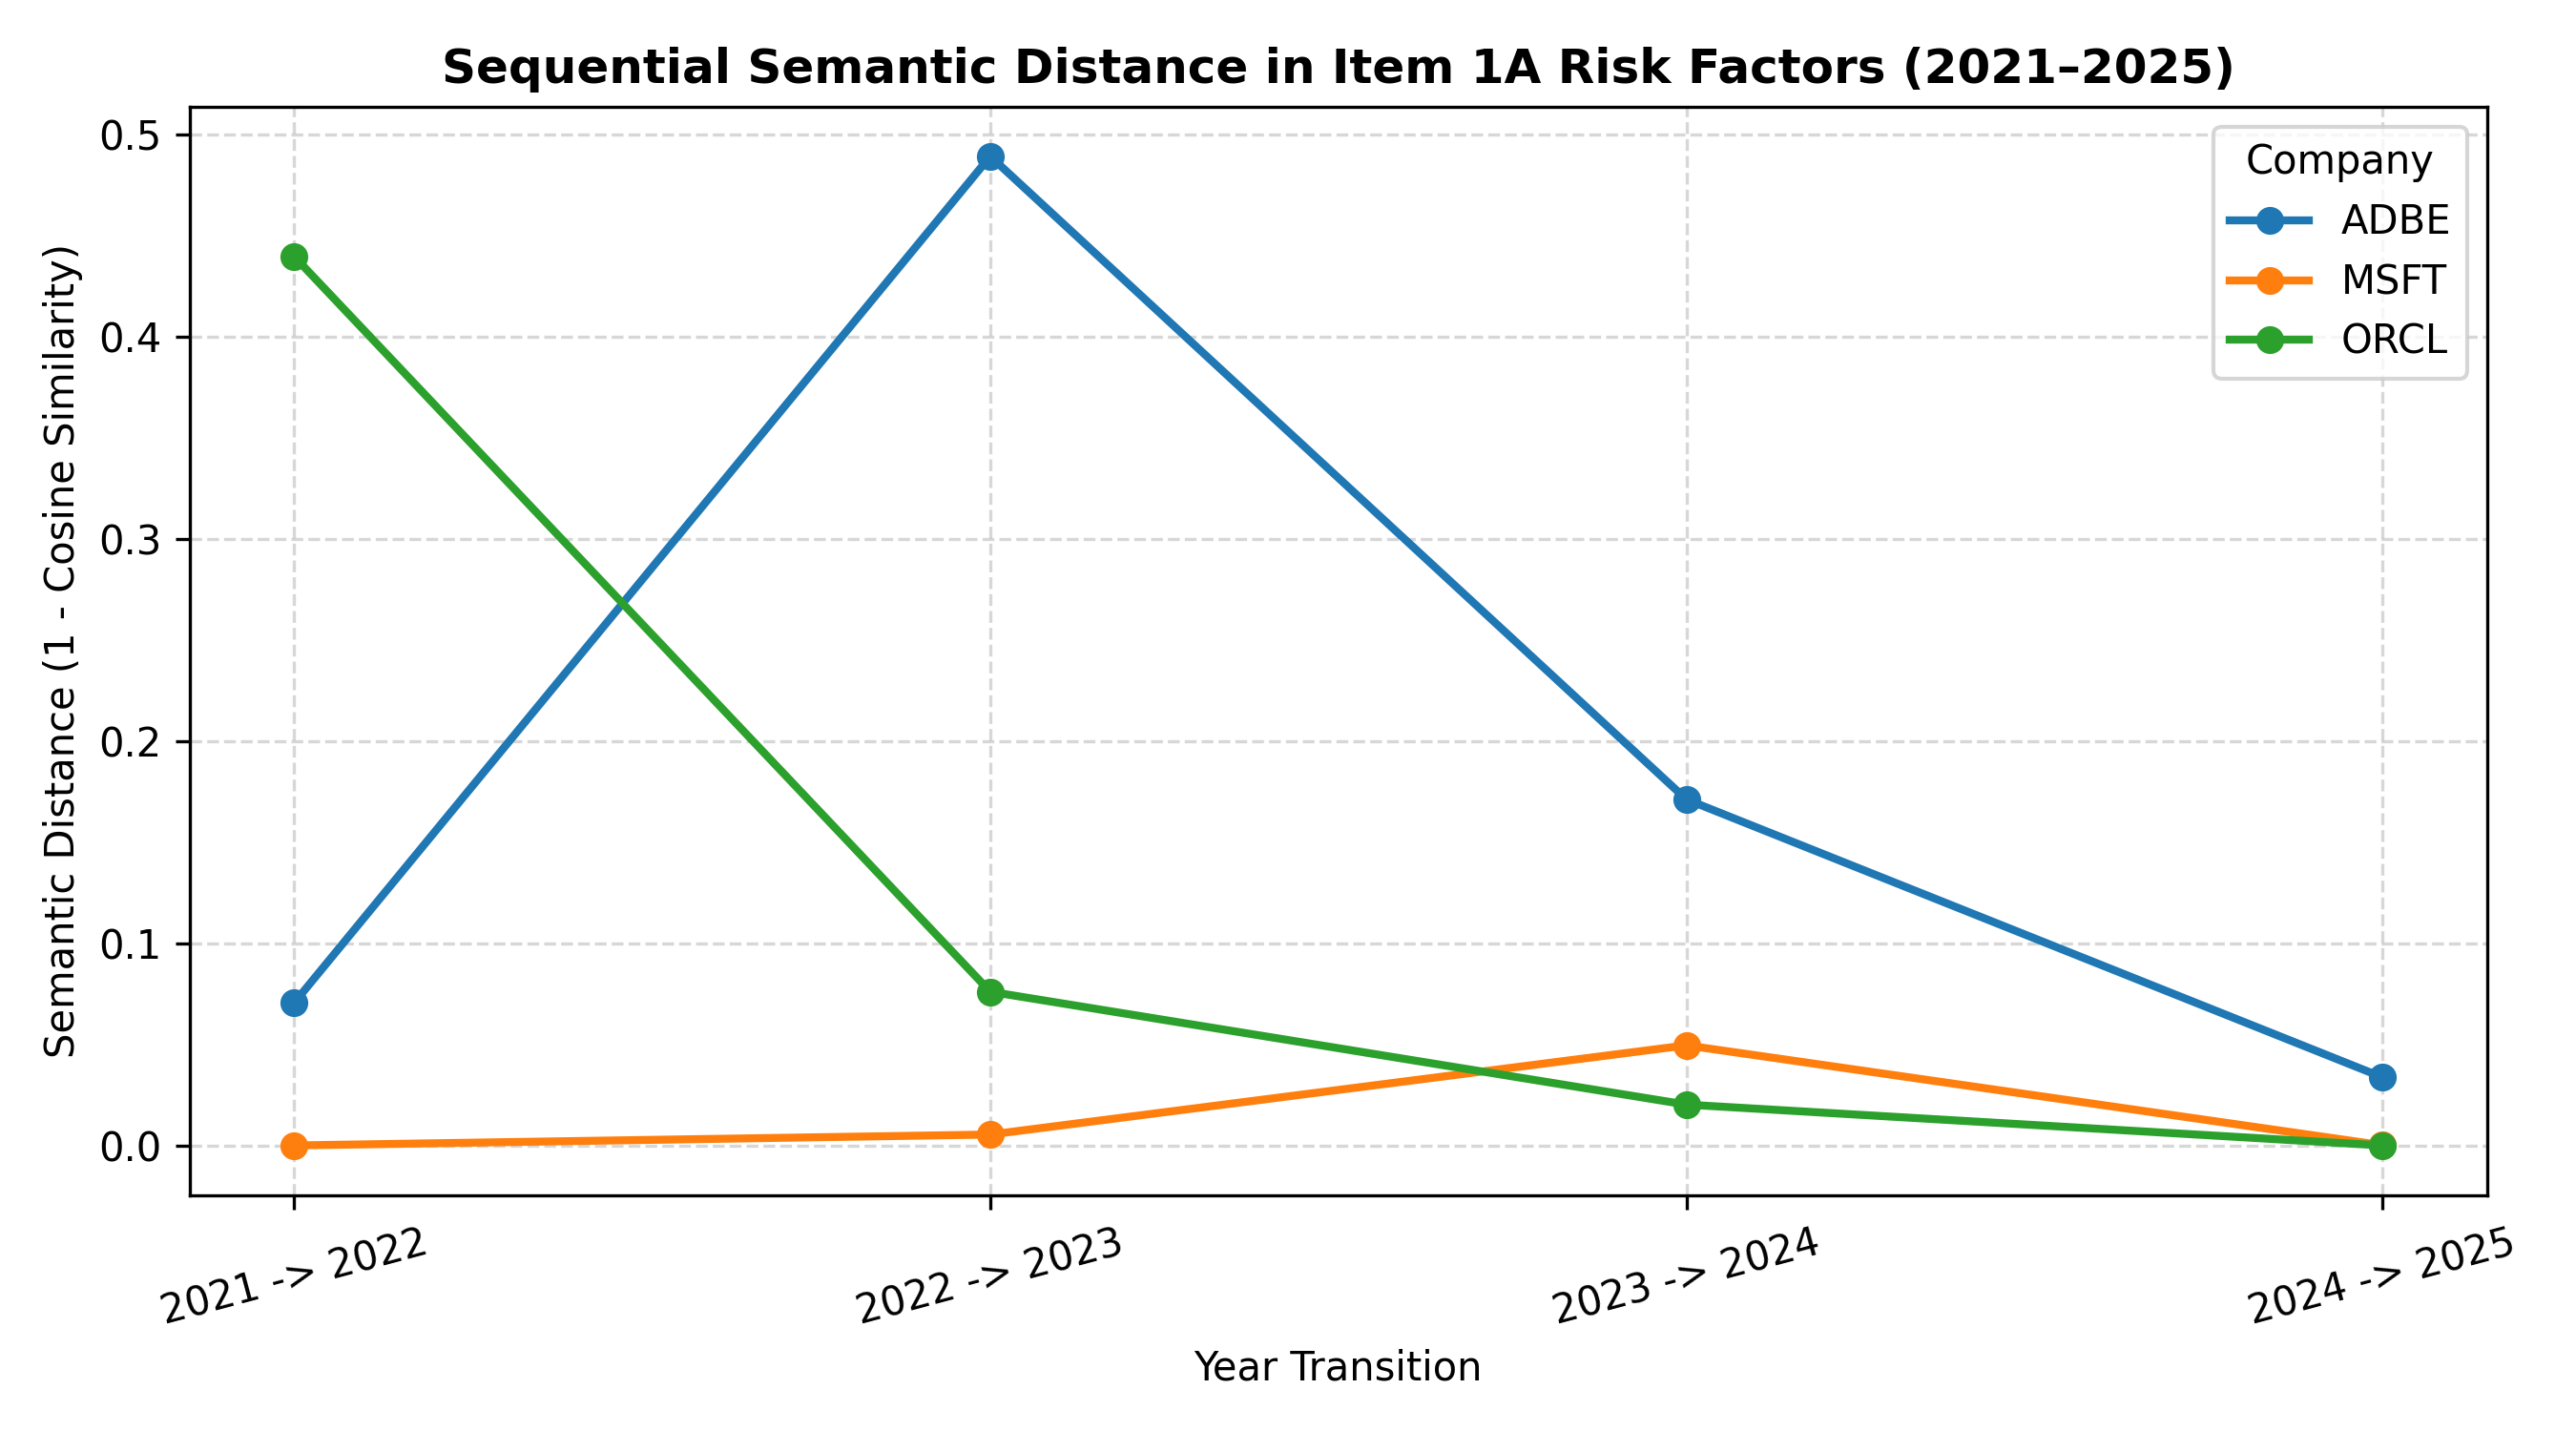 Sequential Semantic Distance in Item 1A Risk Factors (2021–2025)
Semantic Distance (1 - Cosine Similarity)
0.5
0.4
0.3
0.2
0.1
0.0
Company
ADBE
MSFT
ORCL
2021 -> 2022
2022 -> 2023
2023 -> 2024
2024 -> 2025
Year Transition